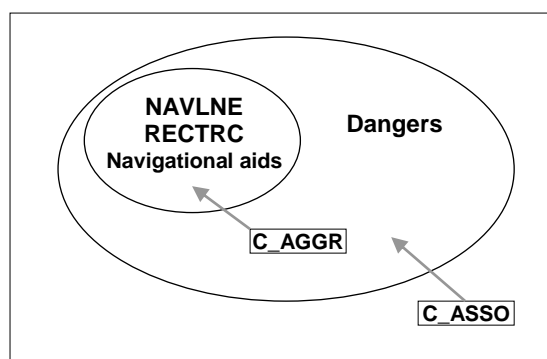 NAVLNE
RECTRC
Navigational aids
Dangers
C_AGGR
C_ASSO